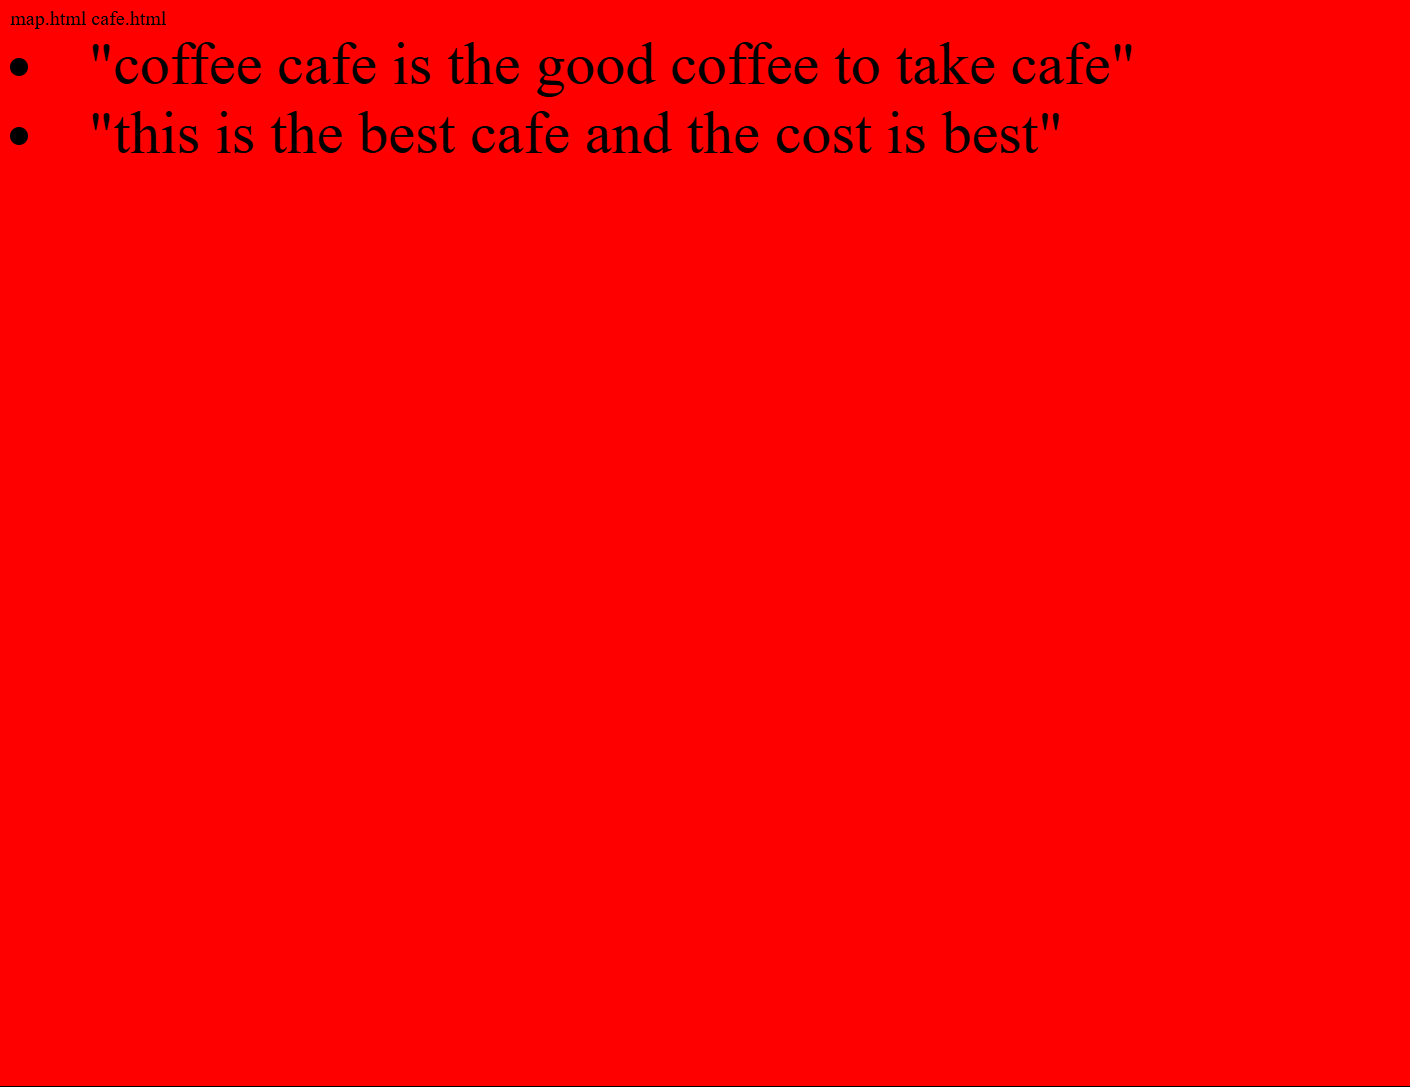 map.html cafe.html
• "coffee cafe is the good coffee to take cafe"
• "this is the best cafe and the cost is best"